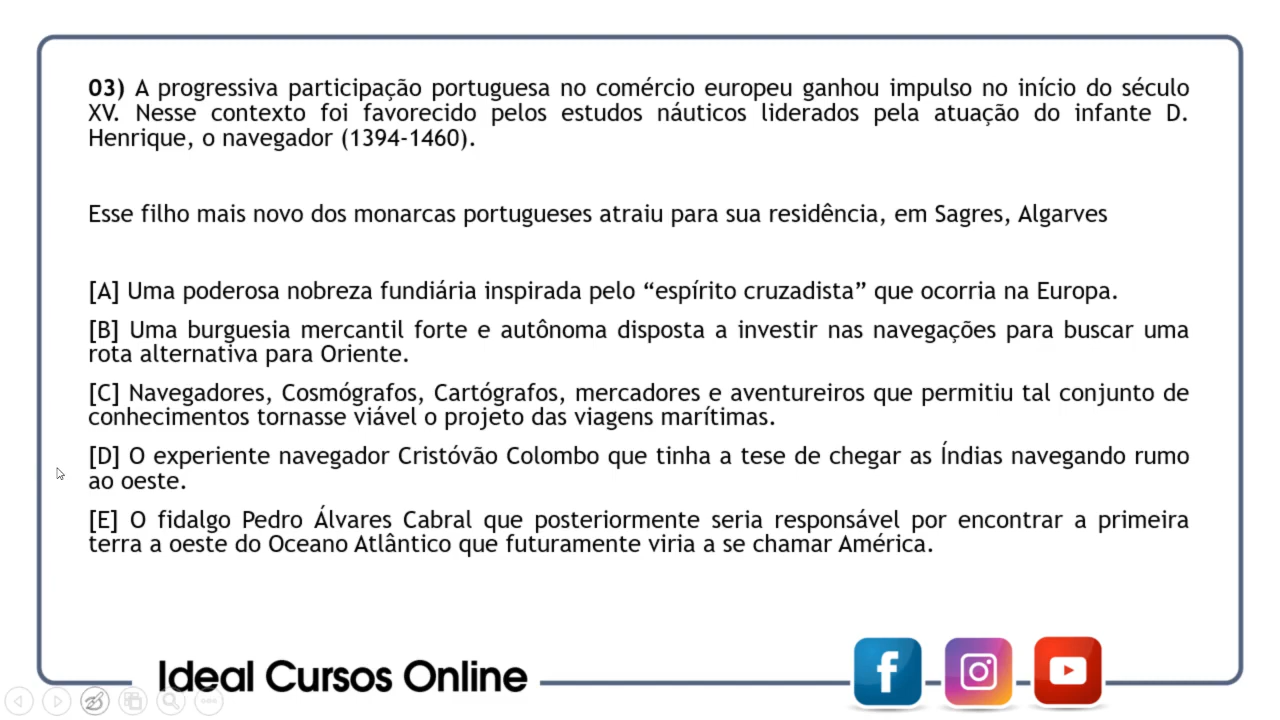 03) A progressiva participação portuguesa no comércio europeu ganhou impulso no início do século
XV. Nesse contexto foi favorecido pelos estudos náuticos liderados pela atuação do infante D.
Henrique, o navegador (1394-1460).
Esse filho mais novo dos monarcas portugueses atraiu para sua residência, em Sagres, Algarves
[A] Uma poderosa nobreza fundiária inspirada pelo “espírito cruzadista” que ocorria na Europa.
[B] Uma burguesia mercantil forte e autônoma disposta a investir nas navegações para buscar uma
rota alternativa para Oriente.
[C] Navegadores, Cosmógrafos, Cartógrafos, mercadores e aventureiros que permitiu tal conjunto de
conhecimentos tornasse viável o projeto das viagens marítimas.
[D] O experiente navegador Cristóvão Colombo que tinha a tese de chegar as Índias navegando rumo
ao oeste.
[E] O fidalgo Pedro Álvares Cabral que posteriormente seria responsável por encontrar a primeira
terra a oeste do Oceano Atlântico que futuramente viria a se chamar América.
Ideal Cursos Online